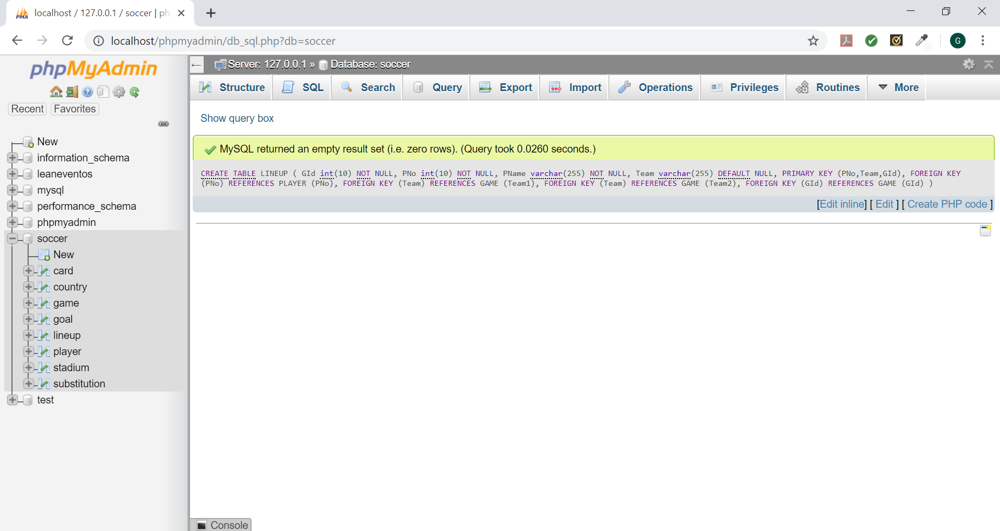 localhost / 127.0.0.1 / soccer | ph
localhost/phpmyadmin/db_sql.php?db=soccer
G
phpMyAdmin
Recent Favorites
New
information_schema
leaneventos
mysql
performance_schema
phpmyadmin
soccer
New
card
country
game
goal
lineup
player
stadium
substitution
test
Server: 127.0.0.1 » Database: soccer
Structure SQL Search Query Export Import Operations Privileges Routines More
Show query box
MySQL returned an empty result set (i.e. zero rows). (Query took 0.0260 seconds.)
CREATE TABLE LINEUP ( GId int(10) NOT NULL, PNo int(10) NOT NULL, PName varchar(255) NOT NULL, Team varchar(255) DEFAULT NULL, PRIMARY KEY (PNo,Team,GId), FOREIGN KEY
(PNo) REFERENCES PLAYER (PNo), FOREIGN KEY (Team) REFERENCES GAME (Team1), FOREIGN KEY (Team) REFERENCES GAME (Team2), FOREIGN KEY (GId) REFERENCES GAME (GId) )
[Edit inline] [ Edit ] [ Create PHP code ]
Console